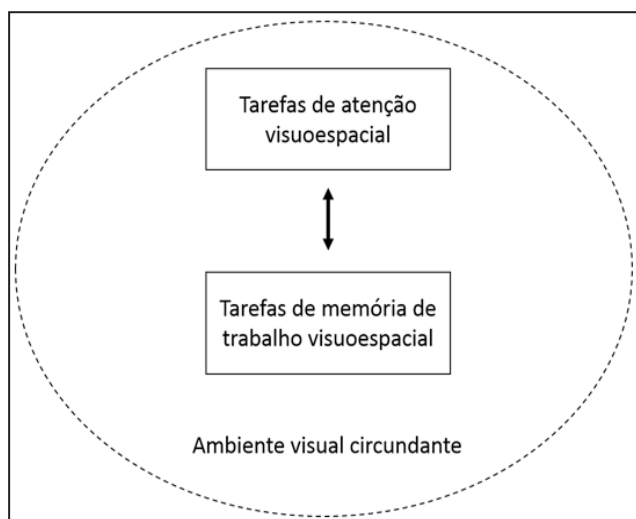 Tarefas de atenção
visuoespacial
Tarefas de memória de
trabalho visuoespacial
Ambiente visual circundante